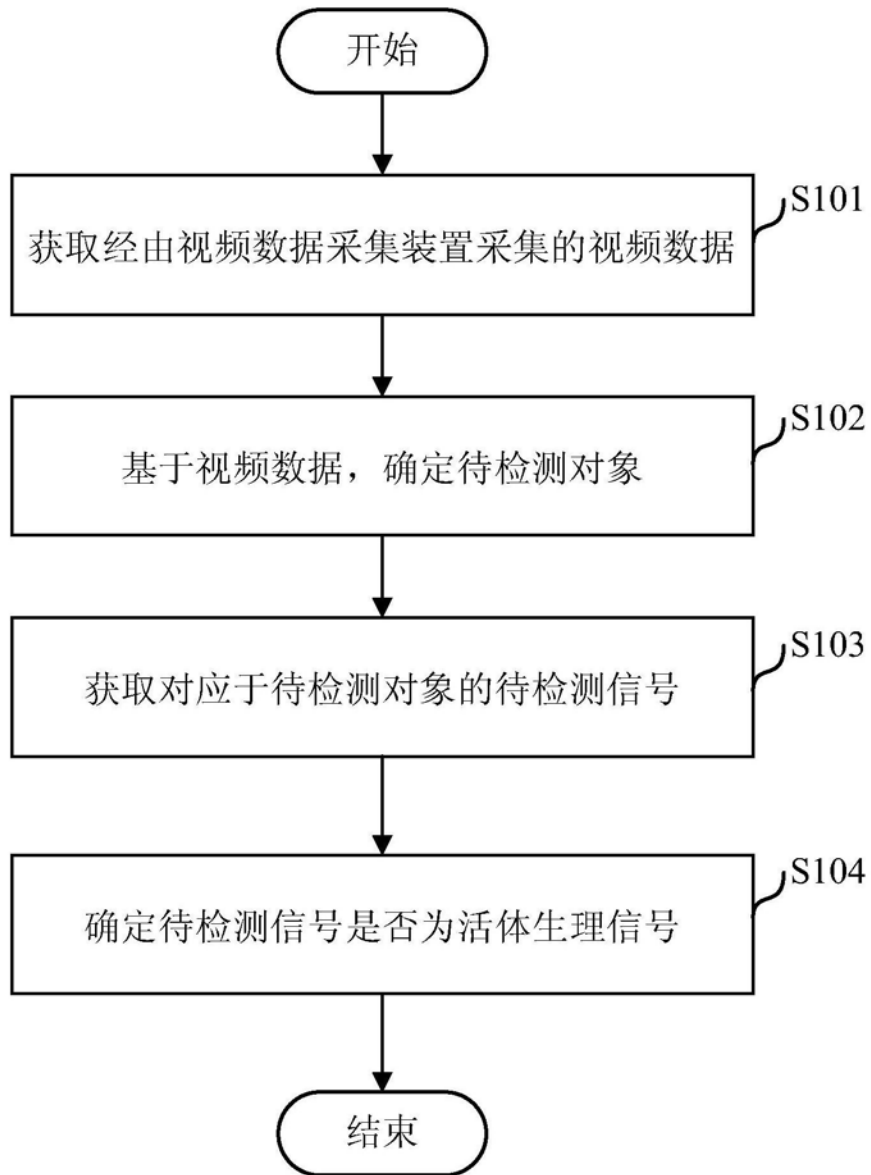 开始
S101
获取经由视频数据采集装置采集的视频数据
S102
基于视频数据，确定待检测对象
S103
获取对应于待检测对象的待检测信号
S104
确定待检测信号是否为活体生理信号
结束